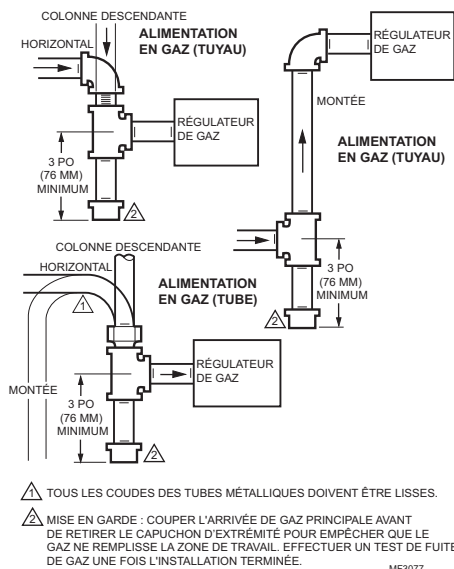 COLONNE DESCENDANTE
HORIZONTAL
ALIMENTATION
EN GAZ (TUYAU)
RÉGULATEUR
DE GAZ
3 PO
(76 MM)
MINIMUM
2
RÉGULATEUR
DE GAZ
MONTÉE
ALIMENTATION
EN GAZ (TUYAU)
3 PO
(76 MM)
MINIMUM
2
COLONNE DESCENDANTE
HORIZONTAL
1
ALIMENTATION
EN GAZ (TUBE)
RÉGULATEUR
DE GAZ
MONTÉE
3 PO
(76 MM)
MINIMUM
2
1 TOUS LES COUDES DES TUBES MÉTALLIQUES DOIVENT ÊTRE LISSES.
2 MISE EN GARDE : COUPER L'ARRIVÉE DE GAZ PRINCIPALE AVANT
DE RETIRER LE CAPUCHON D'EXTRÉMITÉ POUR EMPÊCHER QUE LE
GAZ NE REMPLISSE LA ZONE DE TRAVAIL. EFFECTUER UN TEST DE FUITE
DE GAZ UNE FOIS L'INSTALLATION TERMINÉE.